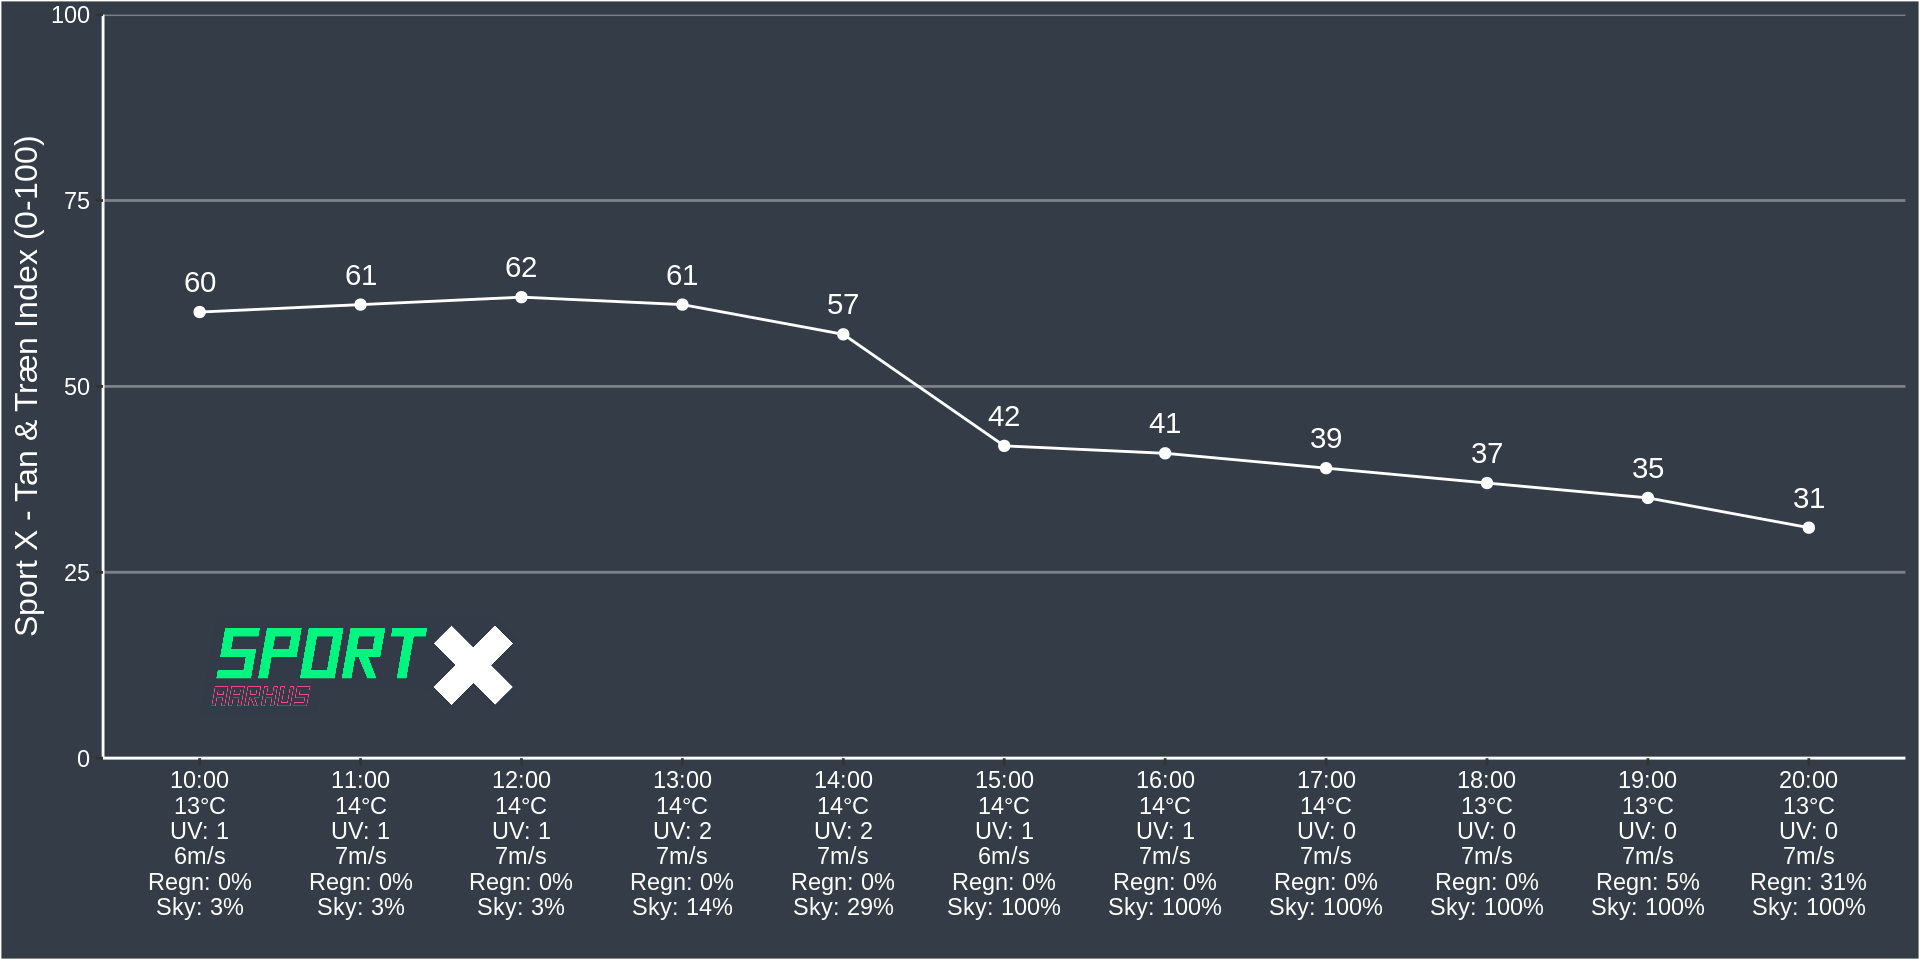 Sport X - Tan & Træn Index (0-100)
100
75
50
25
0
60
61
62
61
57
42
41
39
37
35
31
SPORT X
AARHUS
10:00
13°C
UV: 1
6m/s
Regn: 0%
Sky: 3%
11:00
14°C
UV: 1
7m/s
Regn: 0%
Sky: 3%
12:00
14°C
UV: 1
7m/s
Regn: 0%
Sky: 3%
13:00
14°C
UV: 2
7m/s
Regn: 0%
Sky: 14%
14:00
14°C
UV: 2
7m/s
Regn: 0%
Sky: 29%
15:00
14°C
UV: 1
6m/s
Regn: 0%
Sky: 100%
16:00
14°C
UV: 1
7m/s
Regn: 0%
Sky: 100%
17:00
14°C
UV: 0
7m/s
Regn: 0%
Sky: 100%
18:00
13°C
UV: 0
7m/s
Regn: 0%
Sky: 100%
19:00
13°C
UV: 0
7m/s
Regn: 5%
Sky: 100%
20:00
13°C
UV: 0
7m/s
Regn: 31%
Sky: 100%